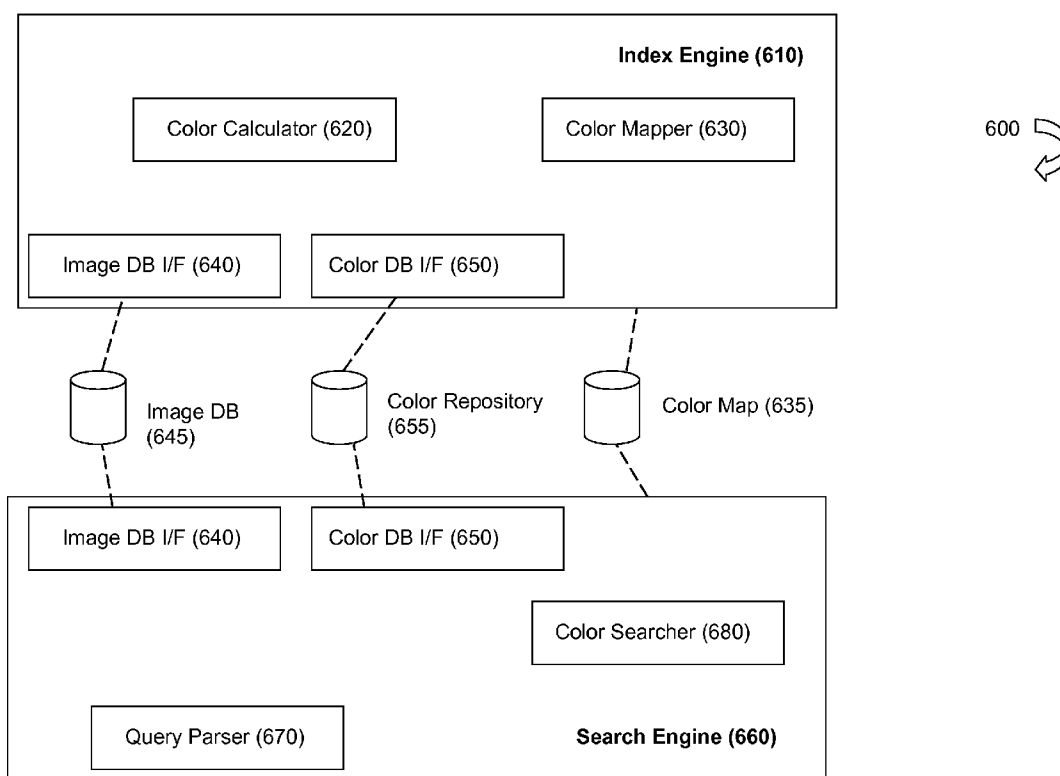 Index Engine (610)
Color Calculator (620)
Color Mapper (630)
600
Image DB I/F (640)
Color DB I/F (650)
Image DB
(645)
Color Repository
(655)
Color Map (635)
Image DB I/F (640)
Color DB I/F (650)
Color Searcher (680)
Query Parser (670)
Search Engine (660)